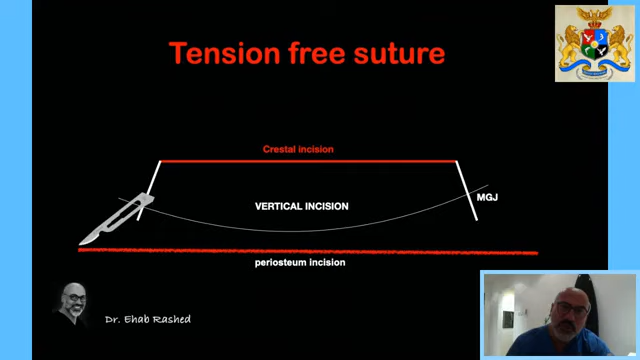 Tension free suture
Crestal incision
VERTICAL INCISION
MGJ
periosteum incision
Dr. Ehab Rashed